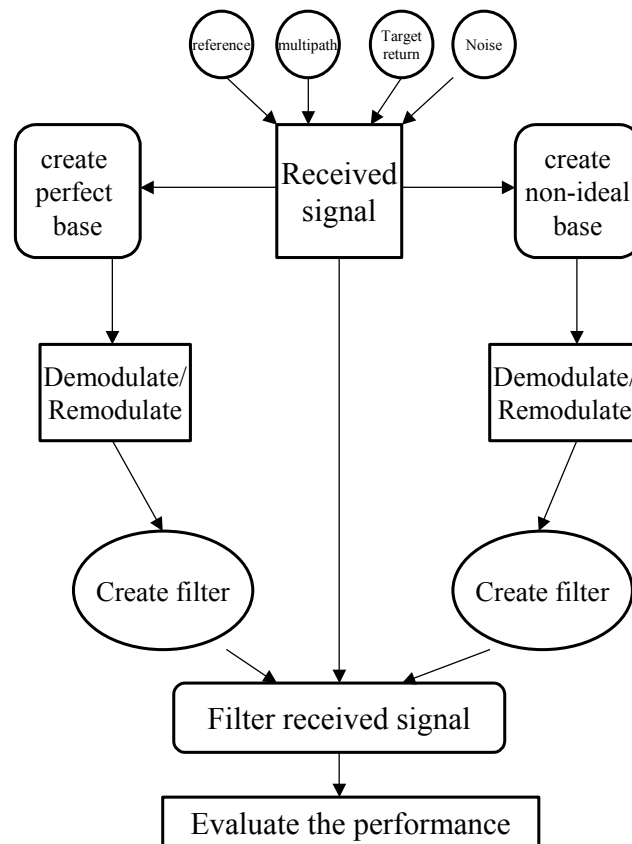 reference
multipath
Target
return
Noise
create
perfect
base
Received
signal
create
non-ideal
base
Demodulate/
Remodulate
Demodulate/
Remodulate
Create filter
Create filter
Filter received signal
Evaluate the performance